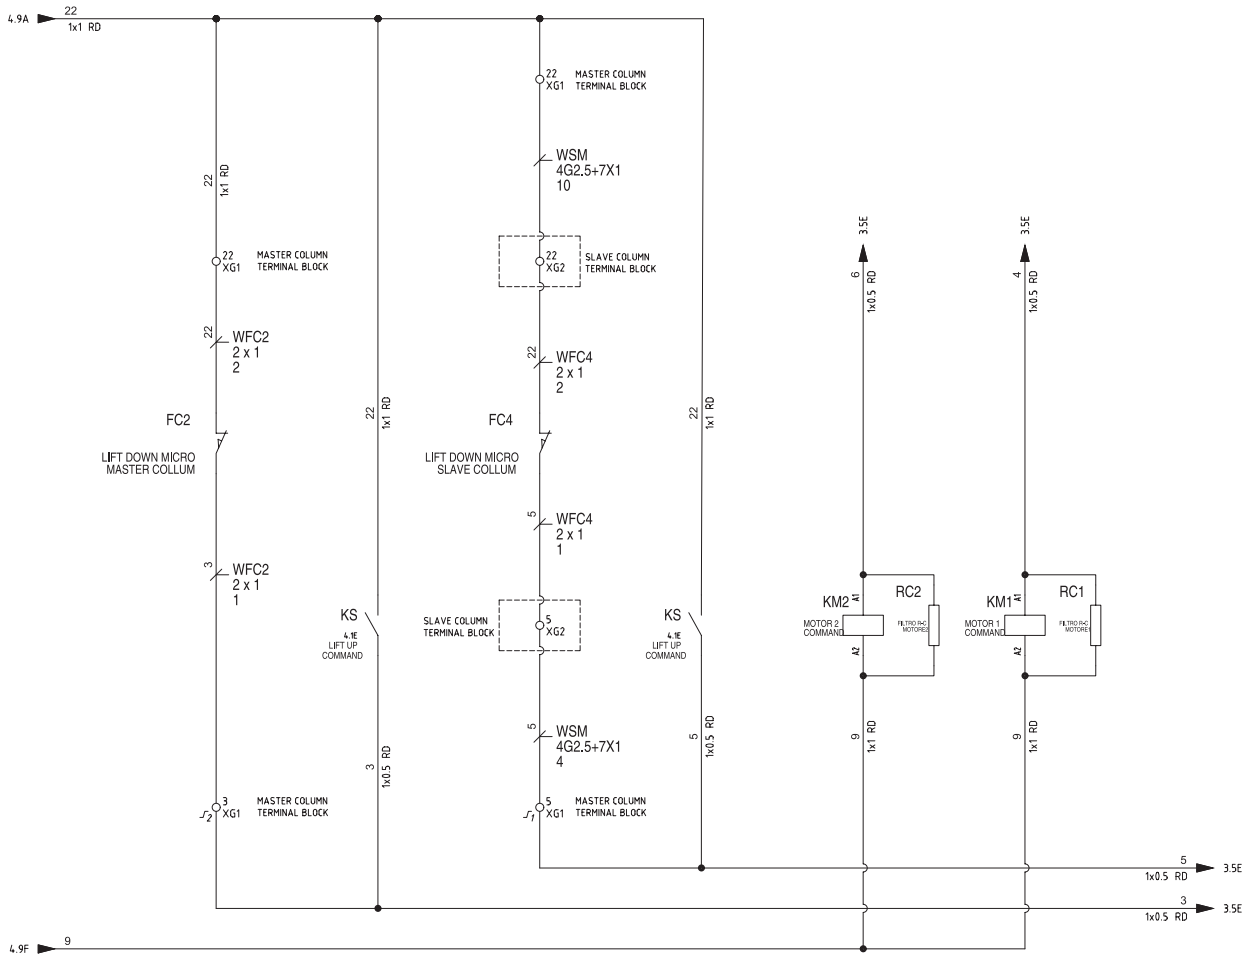 4.9A
22
1x1 RD
22
1x1 RD
22
XG1
MASTER COLUMN
TERMINAL BLOCK
22
WFC2
2 x 1
2
FC2
LIFT DOWN MICRO
MASTER COLLUM
3
WFC2
2 x 1
1
3
XG1
2
MASTER COLUMN
TERMINAL BLOCK
22
1x1 RD
KS
4.1E
LIFT UP
COMMAND
3
1x0.5 RD
22
XG1
MASTER COLUMN
TERMINAL BLOCK
WSM
4G2.5+7X1
10
22
XG2
SLAVE COLUMN
TERMINAL BLOCK
22
WFC4
2 x 1
2
FC4
LIFT DOWN MICRO
SLAVE COLLUM
5
WFC4
2 x 1
1
SLAVE COLUMN
TERMINAL BLOCK
5
XG2
5
WSM
4G2.5+7X1
4
5
XG1
1
MASTER COLUMN
TERMINAL BLOCK
22
1x1 RD
KS
4.1E
LIFT UP
COMMAND
5
1x0.5 RD
3.5E
6
1x0.5 RD
KM2
MOTOR 2
COMMAND
A1
A2
RC2
FILTRO R-C
MOTORE2
9
1x1 RD
3.5E
4
1x0.5 RD
KM1
MOTOR 1
COMMAND
A1
A2
RC1
FILTRO R-C
MOTORE1
9
1x1 RD
5
1x0.5 RD
3.5E
3
1x0.5 RD
3.5E
4.9F
9